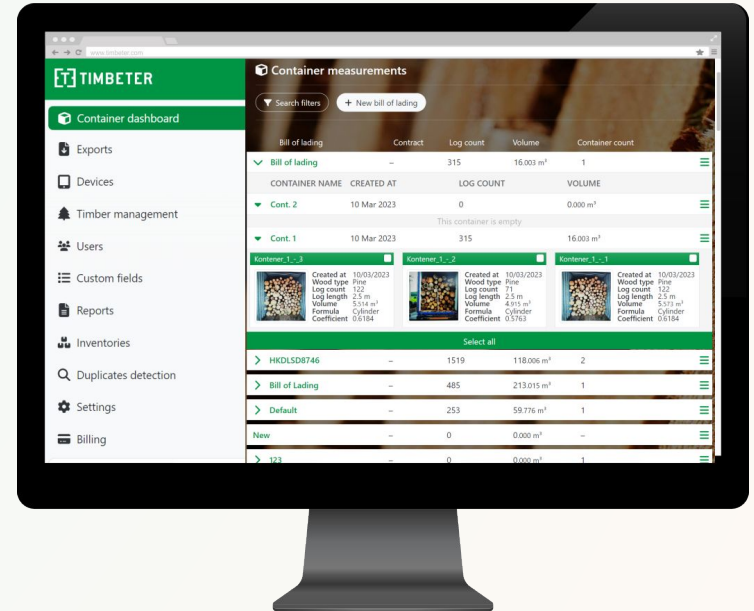 www.timbeter.com
[T] TIMBETER
Container dashboard
Exports
Devices
Timber management
Users
Custom fields
Reports
Inventories
Duplicates detection
Settings
Billing
Container measurements
Search filters
+ New bill of lading
Bill of lading Contract Log count Volume Container count
Bill of lading – 315 16.003 m³ 1
CONTAINER NAME CREATED AT LOG COUNT VOLUME
Cont. 2 10 Mar 2023 0 0.000 m³
This container is empty
Cont. 1 10 Mar 2023 315 16.003 m³
Kontener_1_-_3
Created at 10/03/2023
Wood type Pine
Log count 122
Log length 2.5 m
Volume 5.514 m³
Formula Cylinder
Coefficient 0.6184
Kontener_1_-_2
Created at 10/03/2023
Wood type Pine
Log count 71
Log length 2.5 m
Volume 4.915 m³
Formula Cylinder
Coefficient 0.5763
Kontener_1_-_1
Created at 10/03/2023
Wood type Pine
Log count 122
Log length 2.5 m
Volume 5.573 m³
Formula Cylinder
Coefficient 0.6184
Select all
HKDLSD8746 – 1519 118.006 m³ 2
Bill of Lading – 485 213.015 m³ 1
Default – 253 59.776 m³ 1
New – 0 0.000 m³ –
123 – 0 0.000 m³ 1